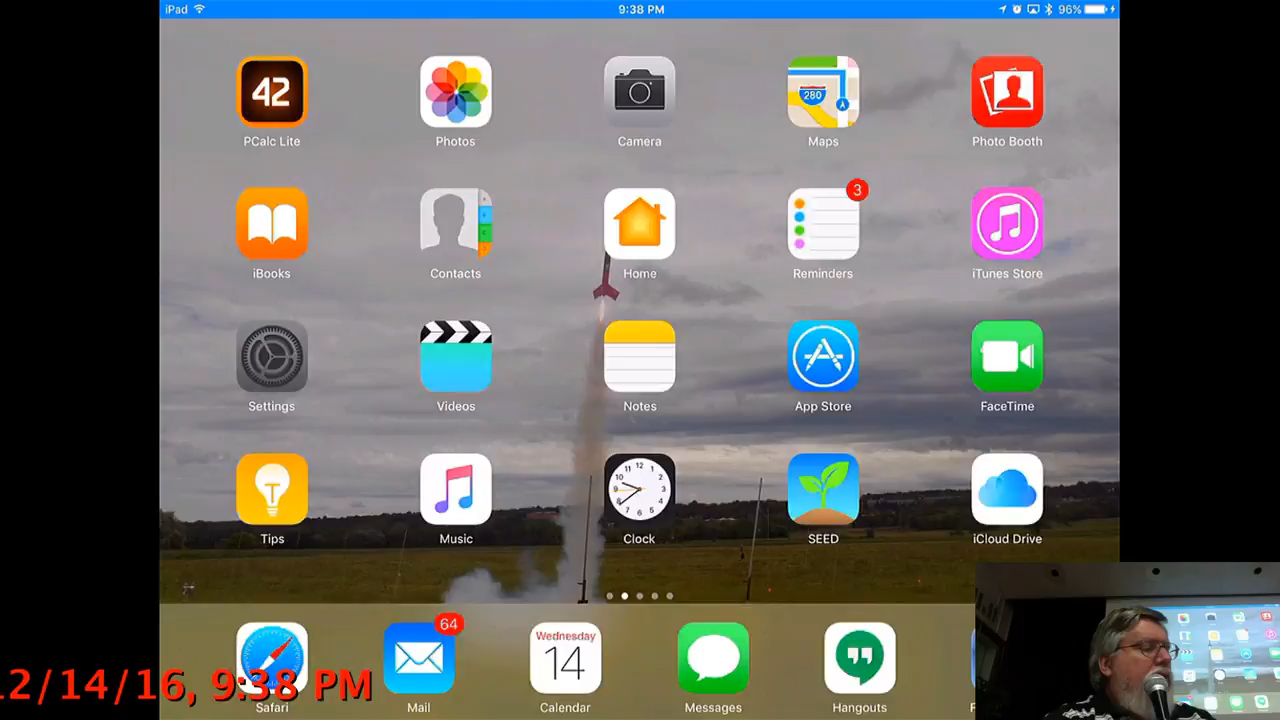 iPad 9:38 PM 96%
42
280
PCalc Lite Photos Camera Maps Photo Booth
3
iBooks Contacts Home Reminders iTunes Store
Settings Videos Notes App Store FaceTime
Tips Music Clock SEED iCloud Drive
64
Wednesday
14
12/14/16, 9:38 PM
Safari Mail Calendar Messages Hangouts